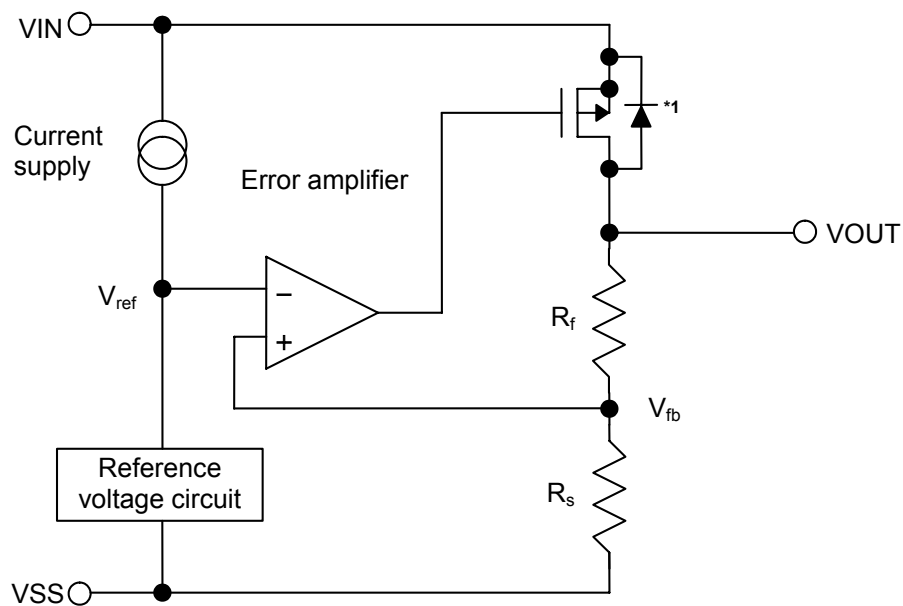 VIN
*1
Current
supply
Error amplifier
VOUT
Vref
−
+
Rf
Vfb
Reference
voltage circuit
Rs
VSS